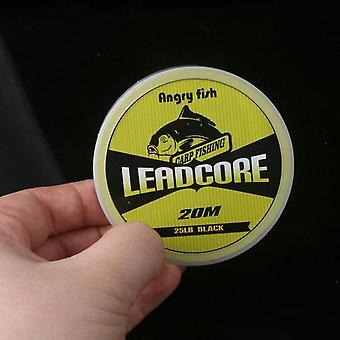 Angry fish
CARP FISHING
LEADCORE
20M
25LB BLACK